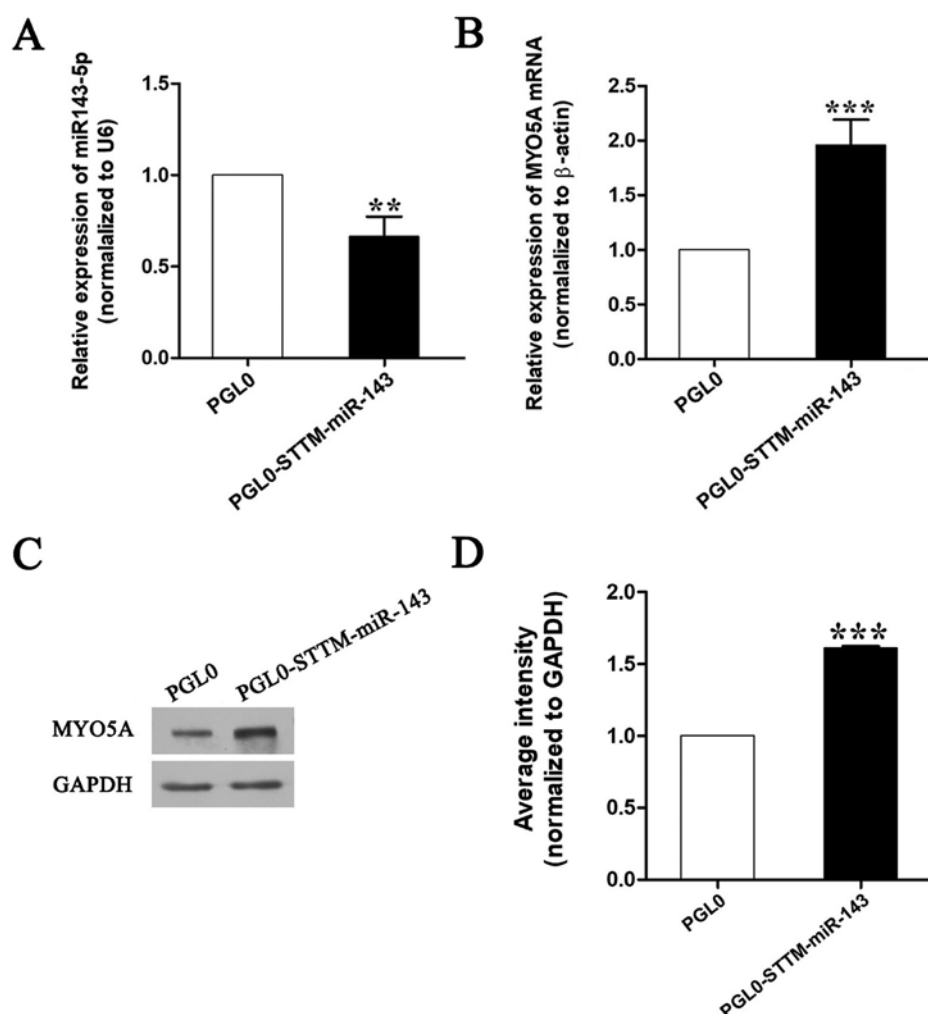 A
Relative expression of miR143-5p
(normalalized to U6)
1.5
1.0
0.5
0.0
**
PGL0
PGL0-STTM-miR-143
B
Relative expression of MYO5A mRNA
(normalalized to β-actin)
2.5
2.0
1.5
1.0
0.5
0.0
***
PGL0
PGL0-STTM-miR-143
C
PGL0
PGL0-STTM-miR-143
MYO5A
GAPDH
D
Average intensity
(normalized to GAPDH)
2.0
1.5
1.0
0.5
0.0
***
PGL0
PGL0-STTM-miR-143